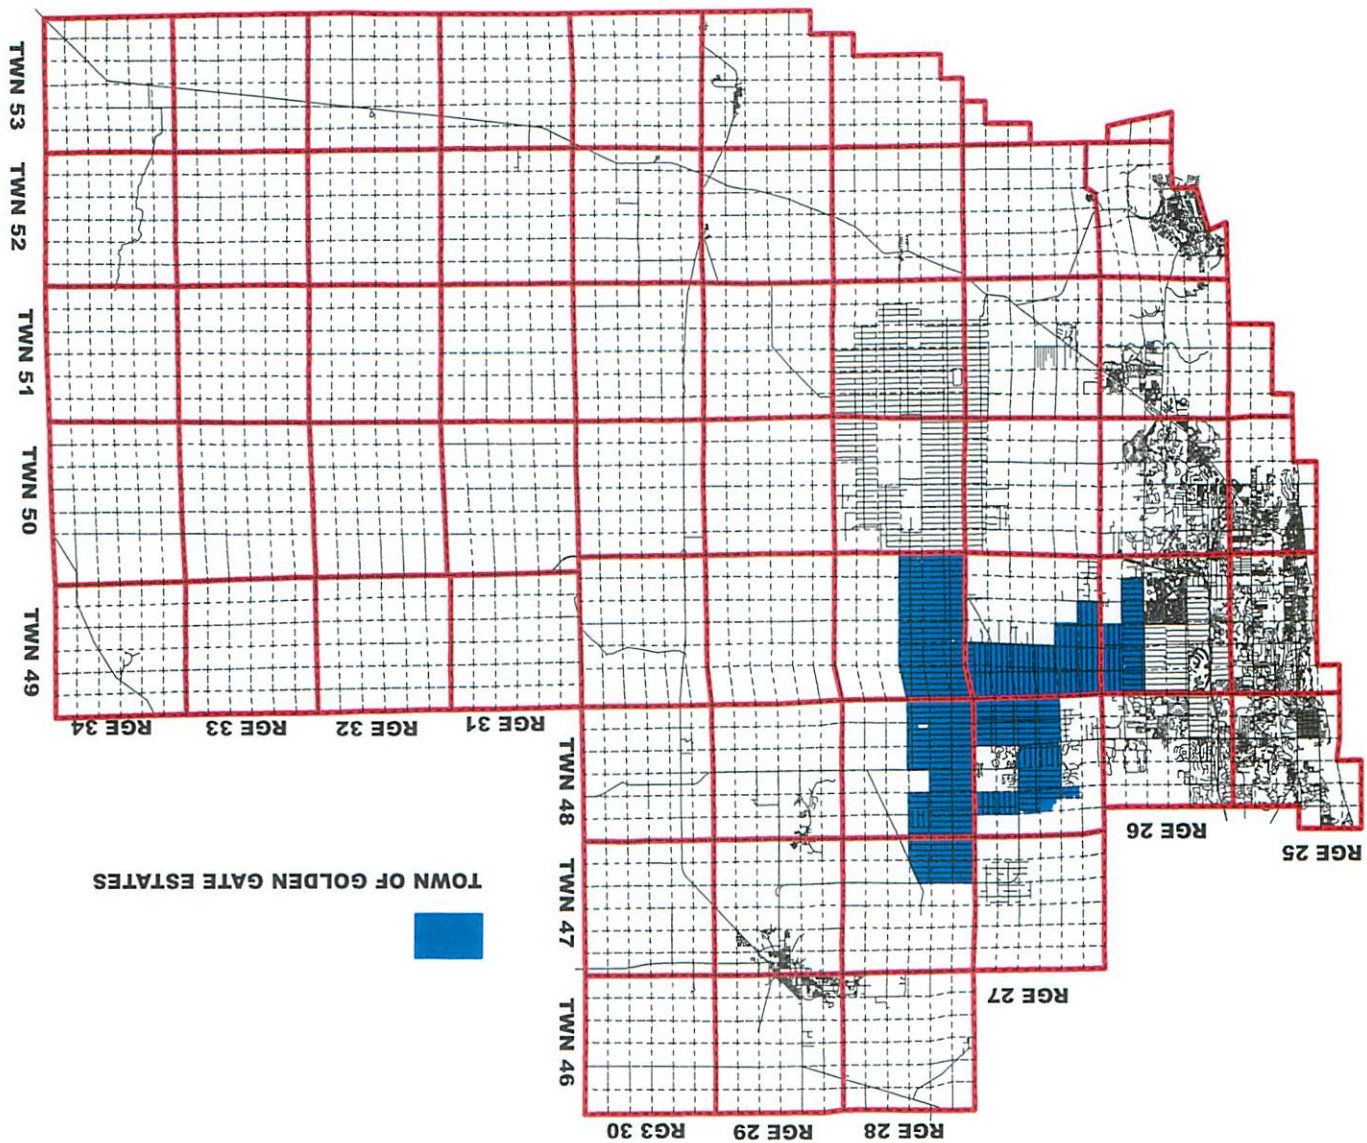 RGE 28
RGE 29
RG3 30
TWN 46
RGE 27
TWN 47
TOWN OF GOLDEN GATE ESTATES
RGE 25
RGE 26
TWN 48
RGE 31
RGE 32
RGE 33
RGE 34
TWN 49
TWN 50
TWN 51
TWN 52
TWN 53